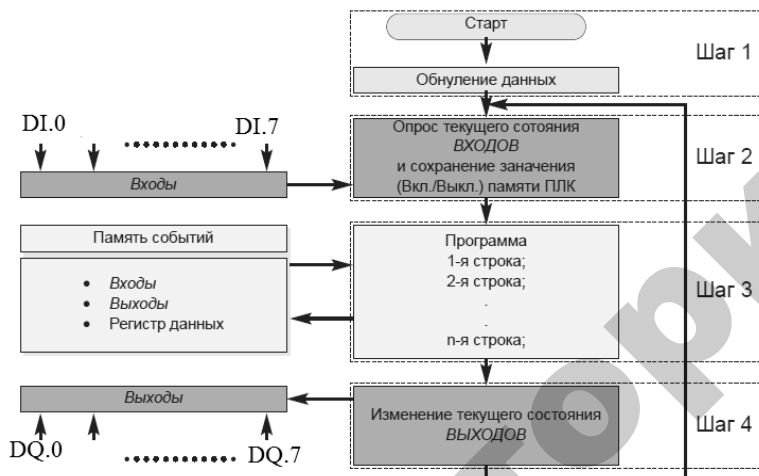 Старт
Шаг 1
Обнуление данных
DI.0
DI.7
Опрос текущего сотояния
ВХОДОВ
и сохранение заначения
(Вкл./Выкл.) памяти ПЛК
Шаг 2
Входы
Память событий
• Входы
• Выходы
• Регистр данных
Программа
1-я строка;
2-я строка;
.
.
n-я строка;
Шаг 3
Выходы
Изменение текущего состояния
ВЫХОДОВ
Шаг 4
DQ.0
DQ.7